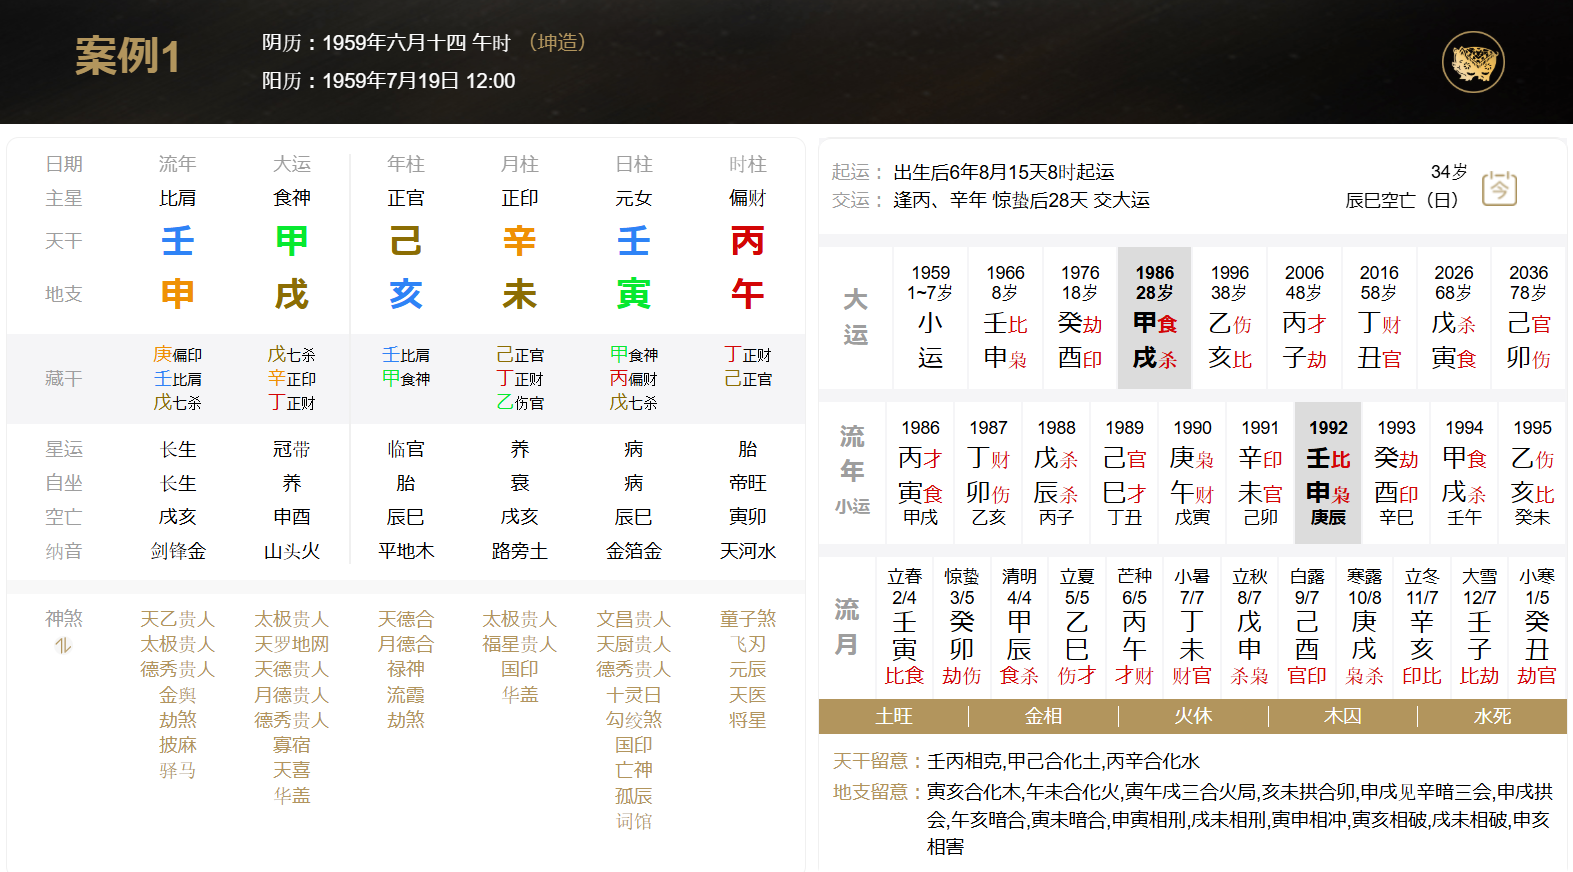 案例1
阴历：1959年六月十四 午时 （坤造）
阳历：1959年7月19日 12:00
日期 流年 大运 年柱 月柱 日柱 时柱
主星 比肩 食神 正官 正印 元女 偏财
天干 壬 甲 己 辛 壬 丙
地支 申 戌 亥 未 寅 午
藏干
庚偏印 戊七杀 壬比肩 己正官 甲食神 丁正财
壬比肩 辛正印 甲食神 丁正财 丙偏财 己正官
戊七杀 丁正财 乙伤官 戊七杀
星运 长生 冠带 临官 养 病 胎
自坐 长生 养 胎 衰 病 帝旺
空亡 戌亥 申酉 辰巳 戌亥 辰巳 寅卯
纳音 剑锋金 山头火 平地木 路旁土 金箔金 天河水
神煞 天乙贵人 太极贵人 天德合 太极贵人 文昌贵人 童子煞
太极贵人 天罗地网 月德合 福星贵人 天厨贵人 飞刃
德秀贵人 天德贵人 禄神 国印 德秀贵人 元辰
金舆 月德贵人 流霞 华盖 十灵日 天医
劫煞 德秀贵人 劫煞 勾绞煞 将星
披麻 寡宿 国印
驿马 天喜 亡神
华盖 孤辰
词馆
起运： 出生后6年8月15天8时起运 34岁
交运： 逢丙、辛年 惊蛰后28天 交大运 辰巳空亡（日）
今
大运
1959 1966 1976 1986 1996 2006 2016 2026 2036
1~7岁 8岁 18岁 28岁 38岁 48岁 58岁 68岁 78岁
小 壬比 癸劫 甲食 乙伤 丙才 丁财 戊杀 己官
运 申枭 酉印 戌杀 亥比 子劫 丑官 寅食 卯伤
流年
小运
1986 1987 1988 1989 1990 1991 1992 1993 1994 1995
丙才 丁财 戊杀 己官 庚枭 辛印 壬比 癸劫 甲食 乙伤
寅食 卯伤 辰杀 巳才 午财 未官 申枭 酉印 戌杀 亥比
甲戌 乙亥 丙子 丁丑 戊寅 己卯 庚辰 辛巳 壬午 癸未
流月
立春 惊蛰 清明 立夏 芒种 小暑 立秋 白露 寒露 立冬 大雪 小寒
2/4 3/5 4/4 5/5 6/5 7/7 8/7 9/7 10/8 11/7 12/7 1/5
壬 癸 甲 乙 丙 丁 戊 己 庚 辛 壬 癸
寅 卯 辰 巳 午 未 申 酉 戌 亥 子 丑
比食 劫伤 食杀 伤才 才财 财官 杀枭 官印 枭杀 印比 比劫 劫官
土旺 金相 火休 木囚 水死
天干留意：壬丙相克,甲己合化土,丙辛合化水
地支留意：寅亥合化木,午未合化火,寅午戌三合火局,亥未拱合卯,申戌见辛暗三会,申戌拱
会,午亥暗合,寅未暗合,申寅相刑,戌未相刑,寅申相冲,寅亥相破,戌未相破,申亥
相害